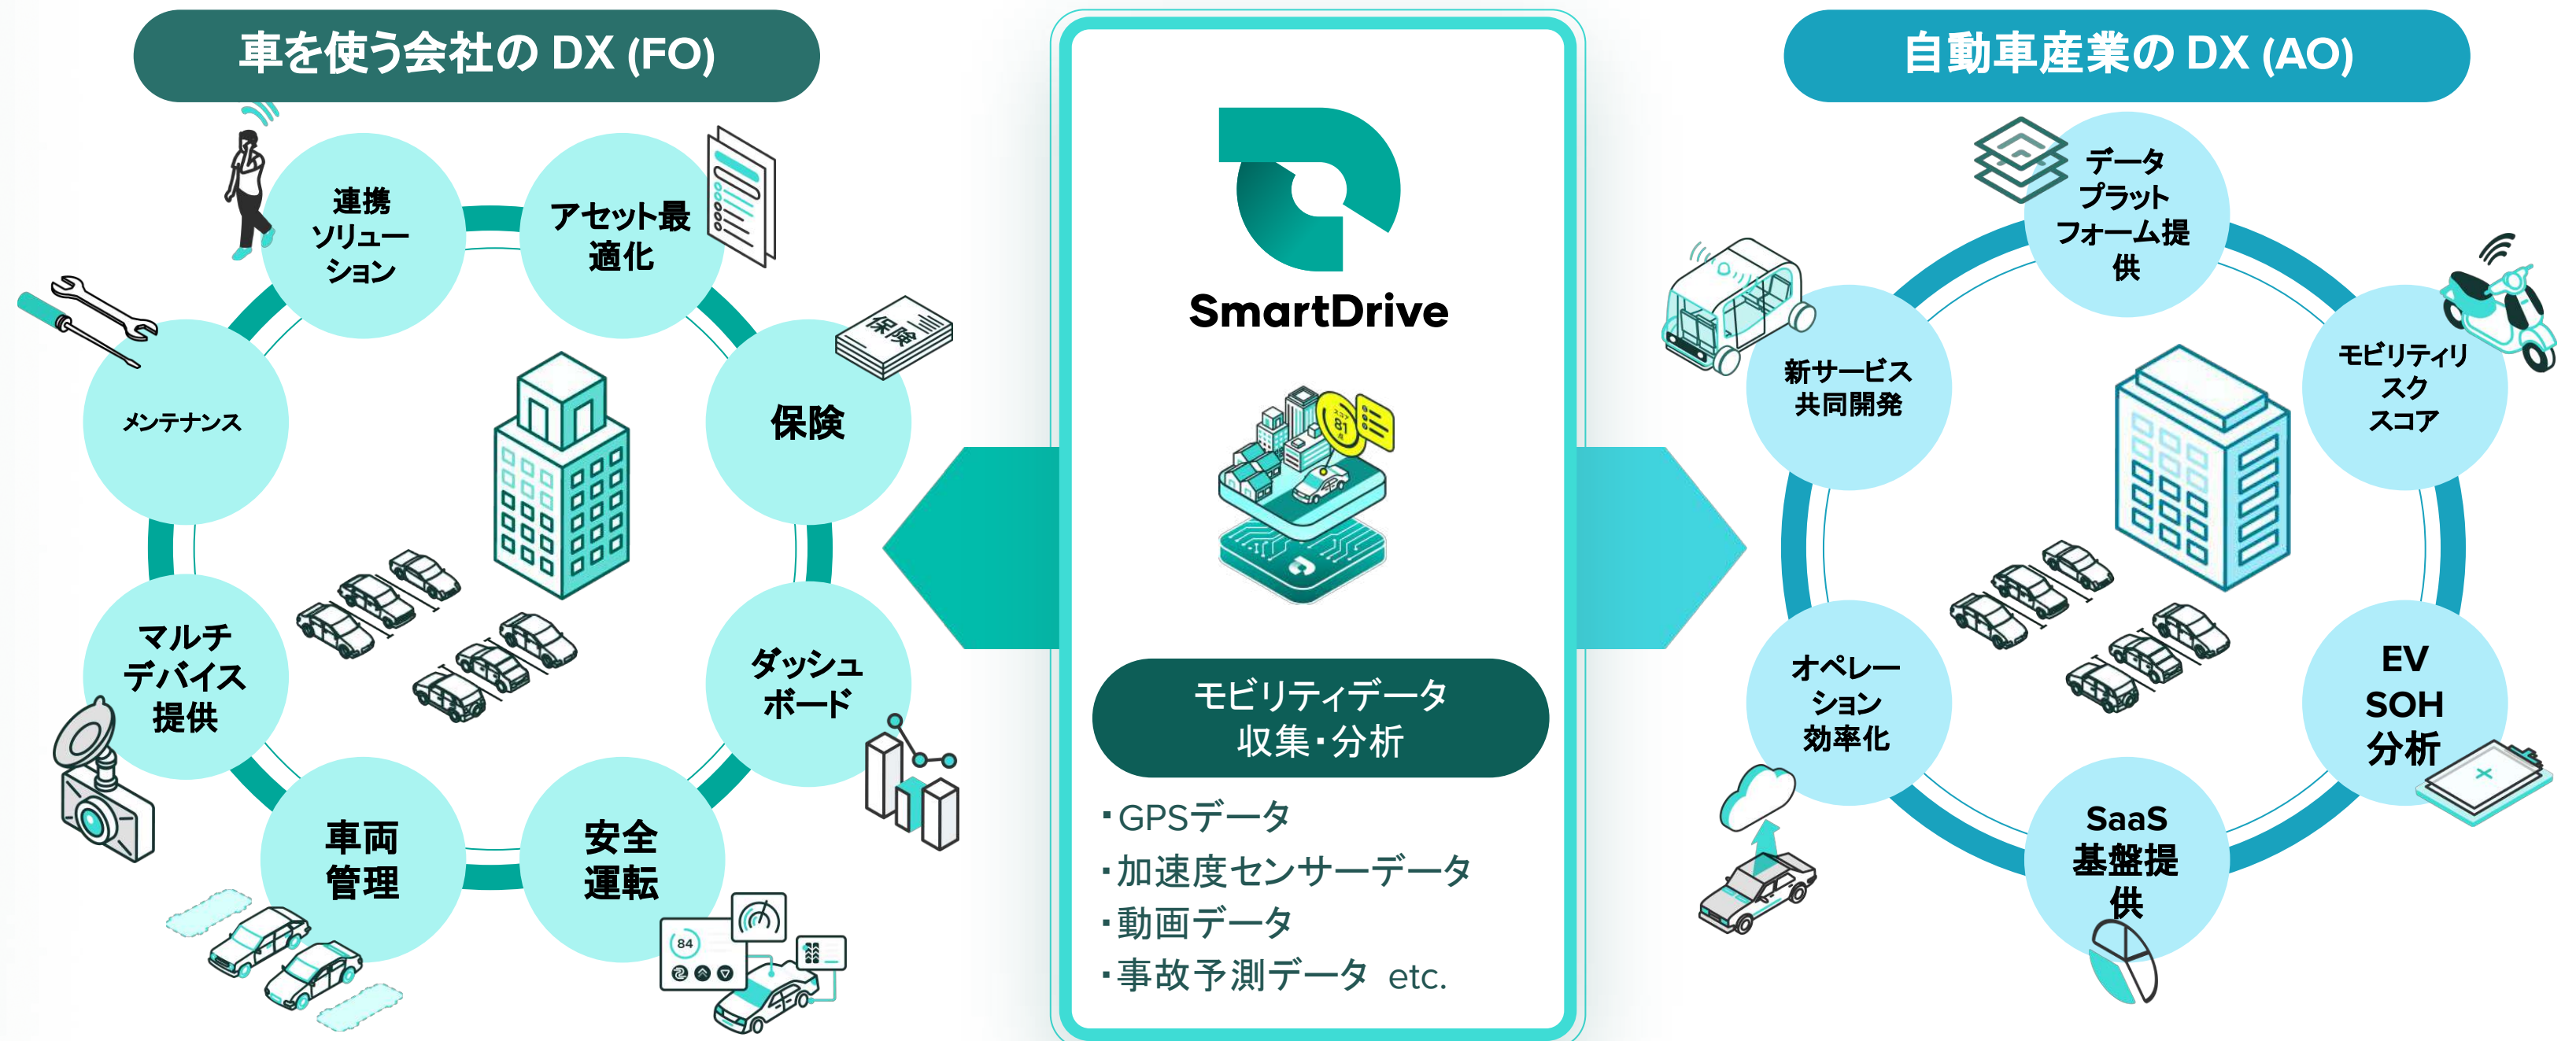 車を使う会社の DX (FO)
連携
ソリュー
ション
アセット最
適化
メンテナンス
保険
保険
マルチ
デバイス
提供
ダッシュ
ボード
車両
管理
安全
運転
84
SmartDrive
スコア
81
点
モビリティデータ
収集・分析
・GPSデータ
・加速度センサーデータ
・動画データ
・事故予測データ etc.
自動車産業の DX (AO)
データ
プラット
フォーム提
供
新サービス
共同開発
モビリティリ
スク
スコア
オペレー
ション
効率化
EV
SOH
分析
SaaS
基盤提
供